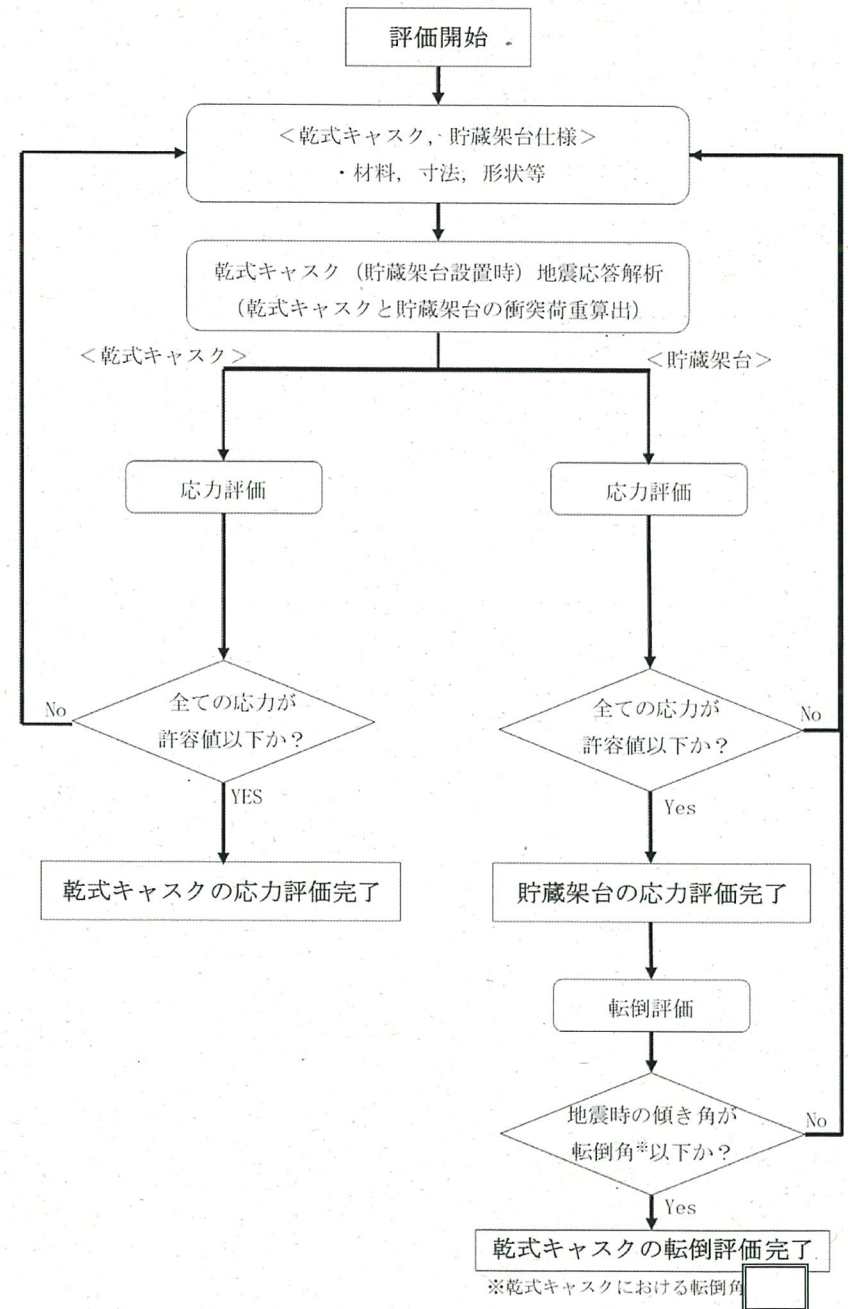 評価開始
＜乾式キャスク，貯蔵架台仕様＞
・材料，寸法，形状等
乾式キャスク（貯蔵架台設置時）地震応答解析
（乾式キャスクと貯蔵架台の衝突荷重算出）
＜乾式キャスク＞
＜貯蔵架台＞
応力評価
応力評価
全ての応力が
許容値以下か？
No
YES
全ての応力が
許容値以下か？
No
Yes
乾式キャスクの応力評価完了
貯蔵架台の応力評価完了
転倒評価
地震時の傾き角が
転倒角※以下か？
No
Yes
乾式キャスクの転倒評価完了
※乾式キャスクにおける転倒角